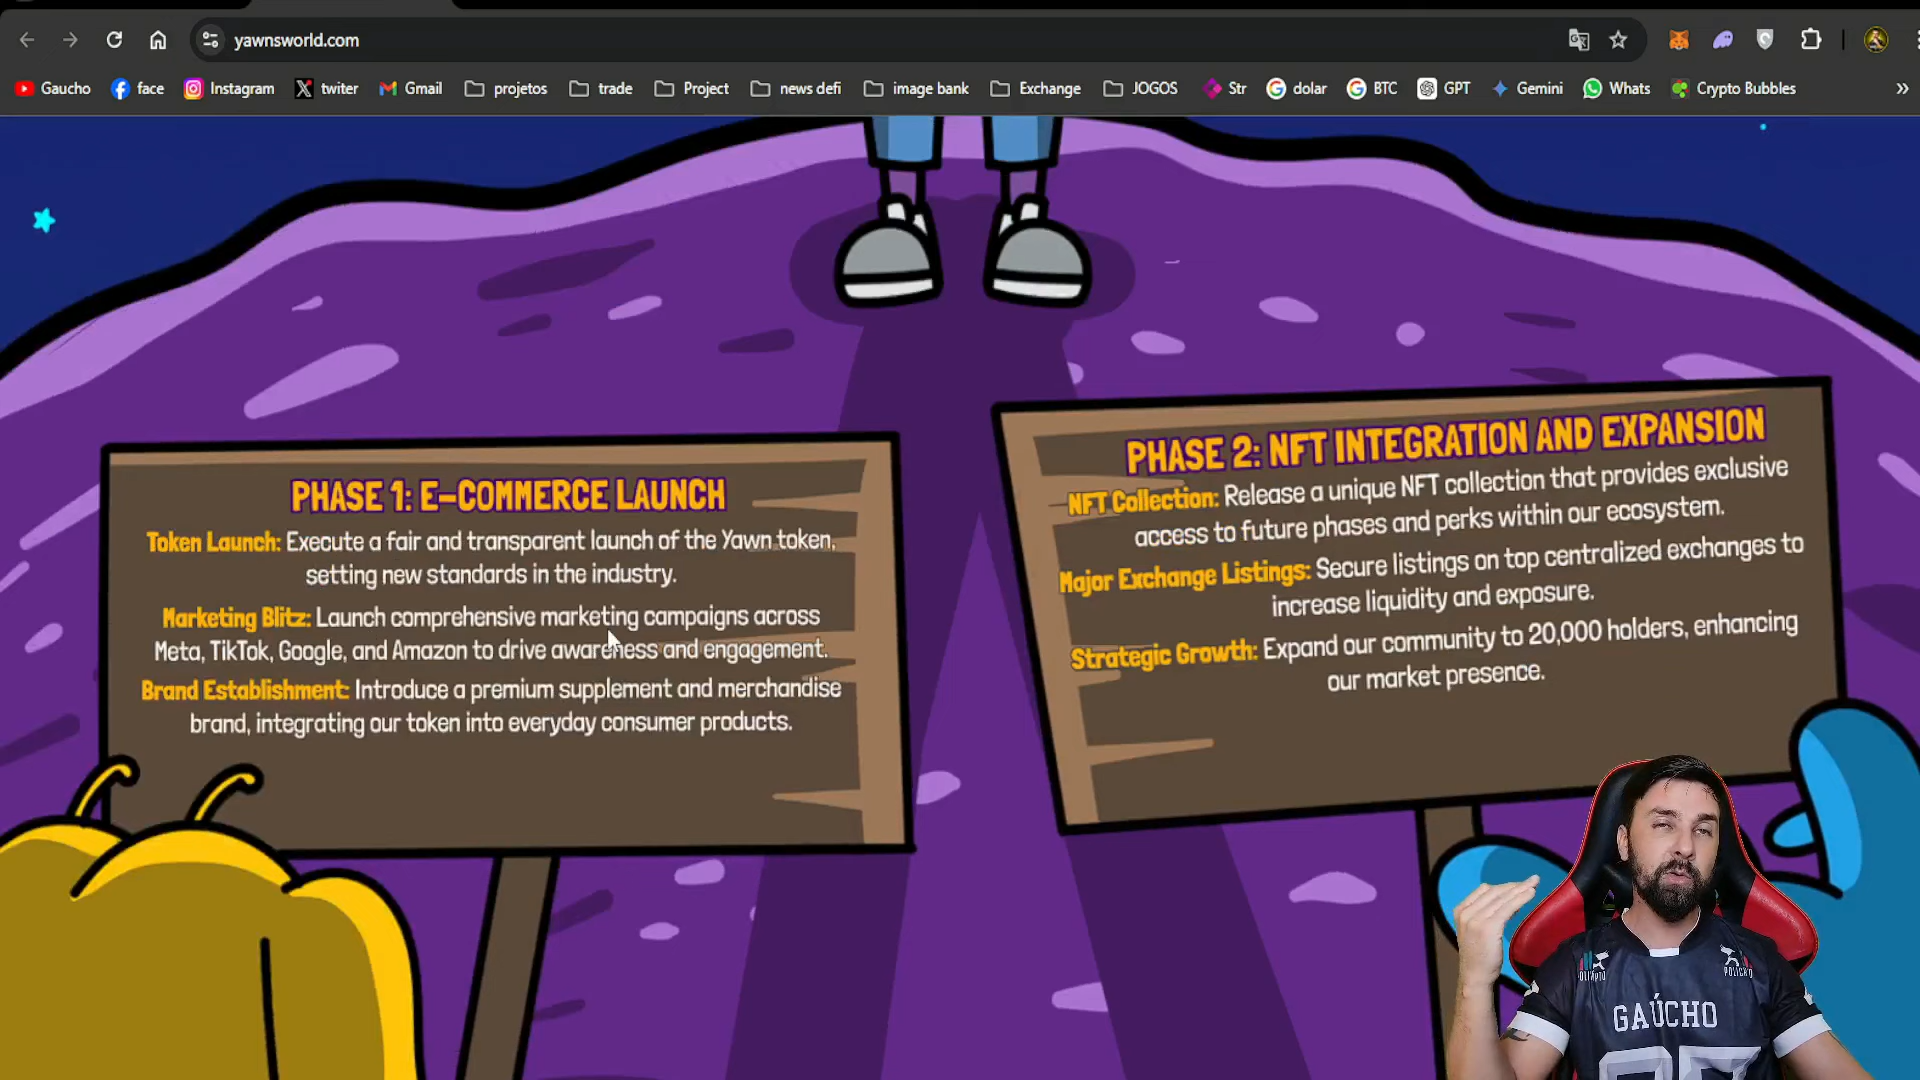 yawnsworld.com
Gaucho
face
Instagram
twiter
Gmail
projetos
trade
Project
news defi
image bank
Exchange
JOGOS
Str
dolar
BTC
GPT
Gemini
Whats
Crypto Bubbles
PHASE 1: E-COMMERCE LAUNCH
Token Launch: Execute a fair and transparent launch of the Yawn token,
setting new standards in the industry.
Marketing Blitz: Launch comprehensive marketing campaigns across
Meta, TikTok, Google, and Amazon to drive awareness and engagement.
Brand Establishment: Introduce a premium supplement and merchandise
brand, integrating our token into everyday consumer products.
PHASE 2: NFT INTEGRATION AND EXPANSION
NFT Collection: Release a unique NFT collection that provides exclusive
access to future phases and perks within our ecosystem.
Major Exchange Listings: Secure listings on top centralized exchanges to
increase liquidity and exposure.
Strategic Growth: Expand our community to 20,000 holders, enhancing
our market presence.
GAÚCHO